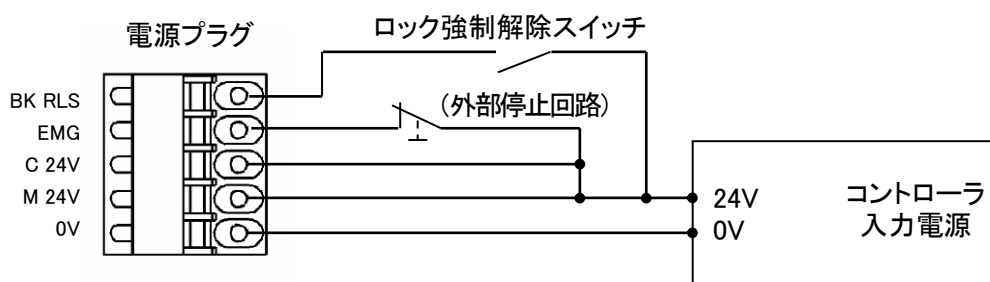 ロック強制解除スイッチ
電源プラグ
BK RLS
(外部停止回路)
EMG
C 24V
M 24V
24V
コントローラ
入力電源
0V
0V